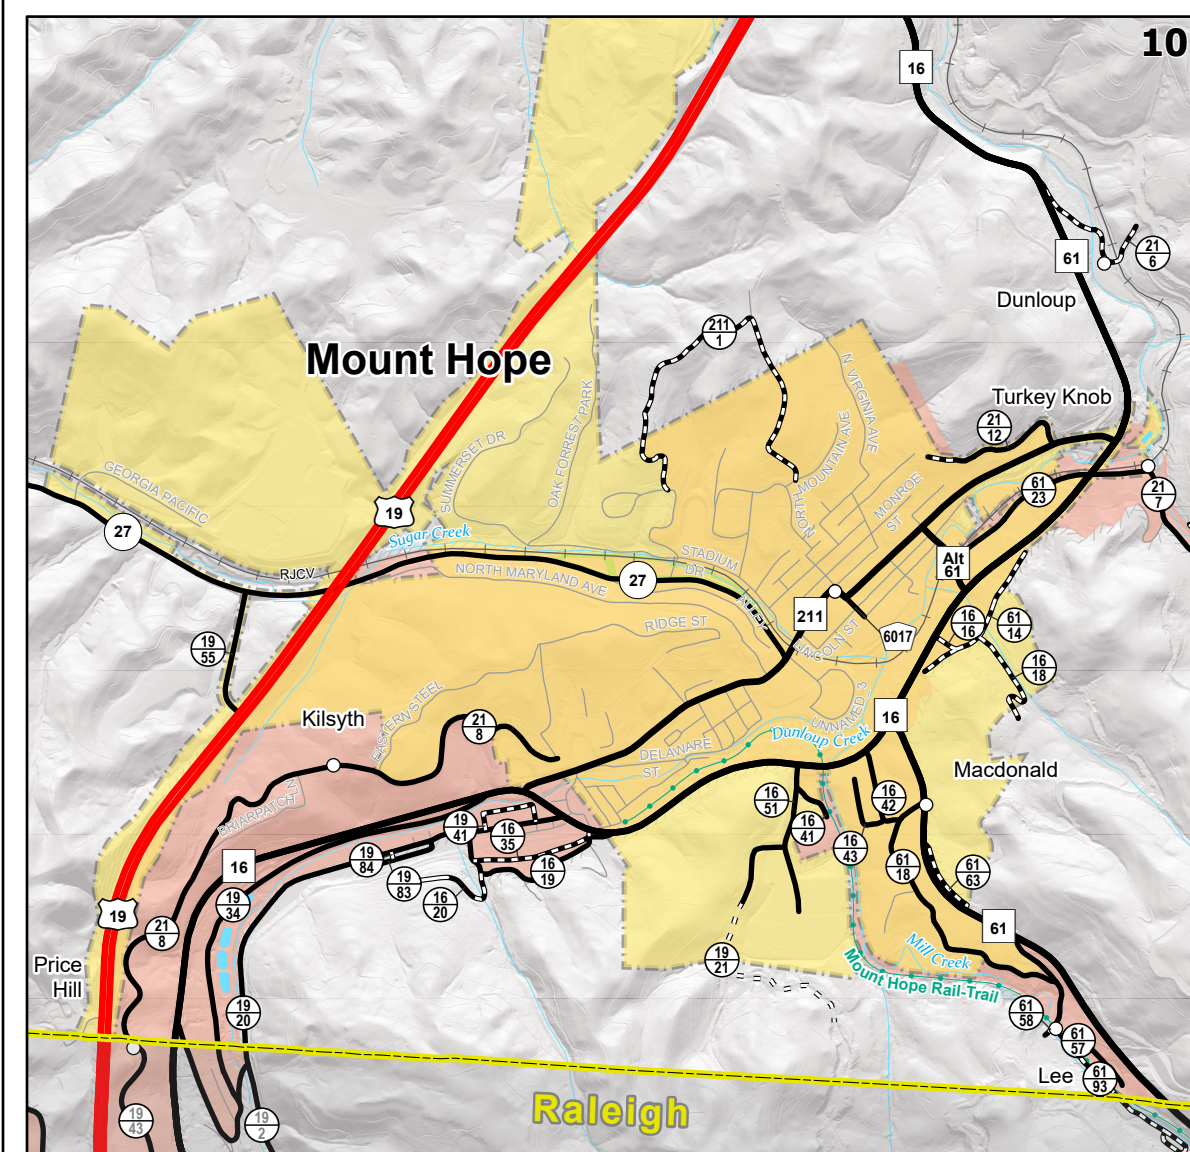 10
16
61
21
6
Dunloup
211
1
Mount Hope
Turkey Knob
21
12
N VIRGINIA AVE
NORTH MOUNTAIN AVE
SUMMERSET DR
OAK FORREST PARK
GEORGIA PACIFIC
MONROE
ST
61
23
21
7
19
27
Sugar Creek
RJCV
NORTH MARYLAND AVE
STADIUM
DR
27
ALLEY
Alt
61
211
LINCOLN ST
6017
16
16
61
14
16
18
19
55
RIDGE ST
Kilsyth
EASTERN STEEL
21
8
UNNAMED 3
16
Dunloup Creek
DELAWARE
ST
Macdonald
BRIARPATCH LN
16
51
16
42
16
41
16
43
19
41
16
35
16
19
19
84
19
83
16
20
16
61
18
61
63
19
34
19
21
8
61
Price
Hill
19
21
Mill Creek
Mount Hope Rail-Trail
19
20
61
58
61
57
Lee
61
93
19
43
19
2
Raleigh